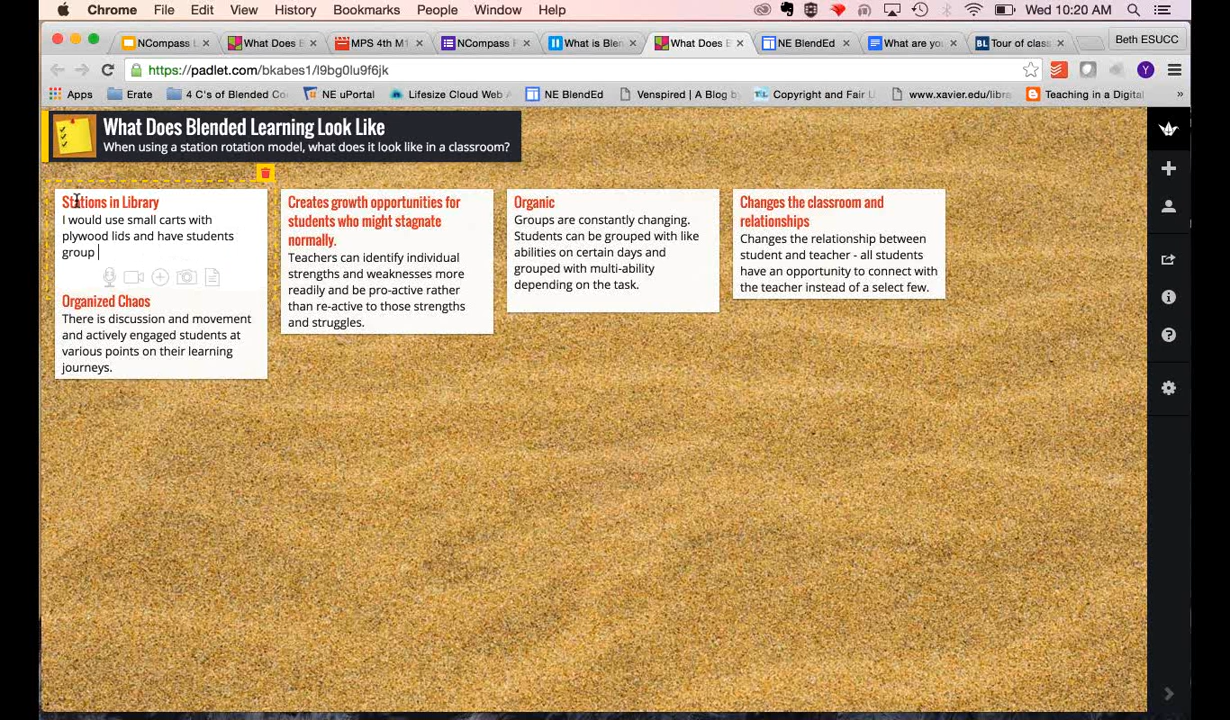 Chrome File Edit View History Bookmarks People Window Help
Wed 10:20 AM
NCompass L
What Does B
MPS 4th M1
NCompass F
What is Blen
What Does B
NE BlendEd
What are yo
Tour of class
Beth ESUCC
https://padlet.com/bkabes1/l9bg0lu9f6jk
Apps
Erate
4 C's of Blended Co
NE uPortal
Lifesize Cloud Web
NE BlendEd
Venspired | A Blog by
Copyright and Fair U
www.xavier.edu/libra
Teaching in a Digital
»
What Does Blended Learning Look Like
When using a station rotation model, what does it look like in a classroom?
Stations in Library
I would use small carts with
plywood lids and have students
group
Organized Chaos
There is discussion and movement
and actively engaged students at
various points on their learning
journeys.
Creates growth opportunities for
students who might stagnate
normally.
Teachers can identify individual
strengths and weaknesses more
readily and be pro-active rather
than re-active to those strengths
and struggles.
Organic
Groups are constantly changing.
Students can be grouped with like
abilities on certain days and
grouped with multi-ability
depending on the task.
Changes the classroom and
relationships
Changes the relationship between
student and teacher - all students
have an opportunity to connect with
the teacher instead of a select few.